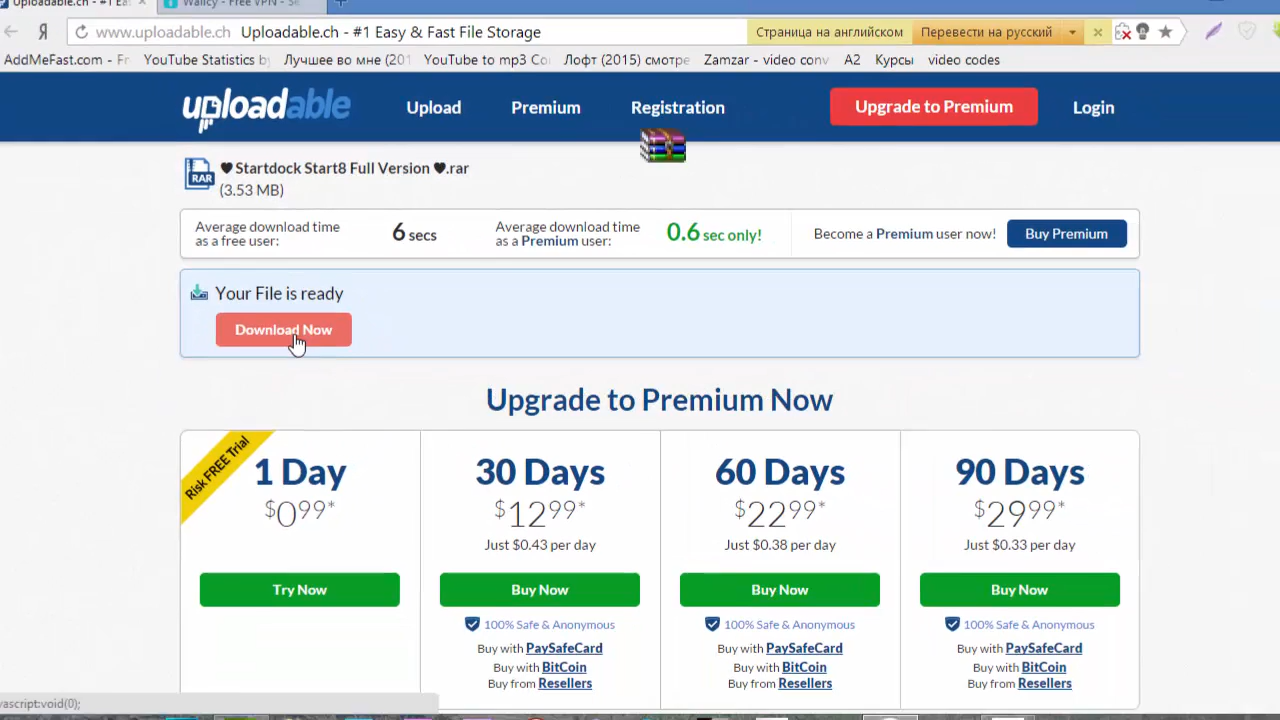 Uploadable.ch - #1 Ea
Wallcy - Free VPN - Se
Я
www.uploadable.ch Uploadable.ch - #1 Easy & Fast File Storage
Страница на английском
Перевести на русский
AddMeFast.com - Fr
YouTube Statistics b
Лучшее во мне (201
YouTube to mp3 Co
Лофт (2015) смотре
Zamzar - video conv
A2
Курсы
video codes
uploadable
Upload
Premium
Registration
Upgrade to Premium
Login
RAR
♥Startdock Start8 Full Version ♥.rar
(3.53 MB)
Average download time
as a free user:
6 secs
Average download time
as a Premium user:
0.6 sec only!
Become a Premium user now!
Buy Premium
Your File is ready
Download Now
Upgrade to Premium Now
Risk FREE Trial
1 Day
$0.99*
Try Now
30 Days
$12.99*
Just $0.43 per day
Buy Now
100% Safe & Anonymous
Buy with PaySafeCard
Buy with BitCoin
Buy from Resellers
60 Days
$22.99*
Just $0.38 per day
Buy Now
100% Safe & Anonymous
Buy with PaySafeCard
Buy with BitCoin
Buy from Resellers
90 Days
$29.99*
Just $0.33 per day
Buy Now
100% Safe & Anonymous
Buy with PaySafeCard
Buy with BitCoin
Buy from Resellers
vascript:void(0);